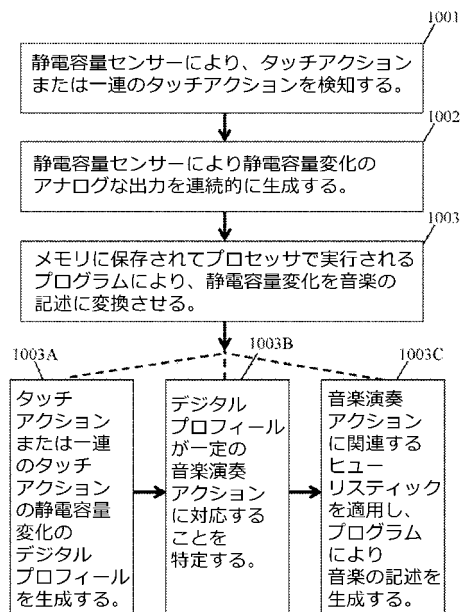 1001
静電容量センサーにより、タッチアクション
または一連のタッチアクションを検知する。
1002
静電容量センサーにより静電容量変化の
アナログな出力を連続的に生成する。
1003
メモリに保存されてプロセッサで実行される
プログラムにより、静電容量変化を音楽の
記述に変換させる。
1003A
タッチ
アクション
または一連
のタッチ
アクション
の静電容量
変化の
デジタル
プロフィール
を生成する。
1003B
デジタル
プロフィール
が一定の
音楽演奏
アクション
に対応する
ことを
特定する。
1003C
音楽演奏
アクション
に関連する
ヒュー
リスティック
を適用し、
プログラム
により
音楽の記述を
生成する。